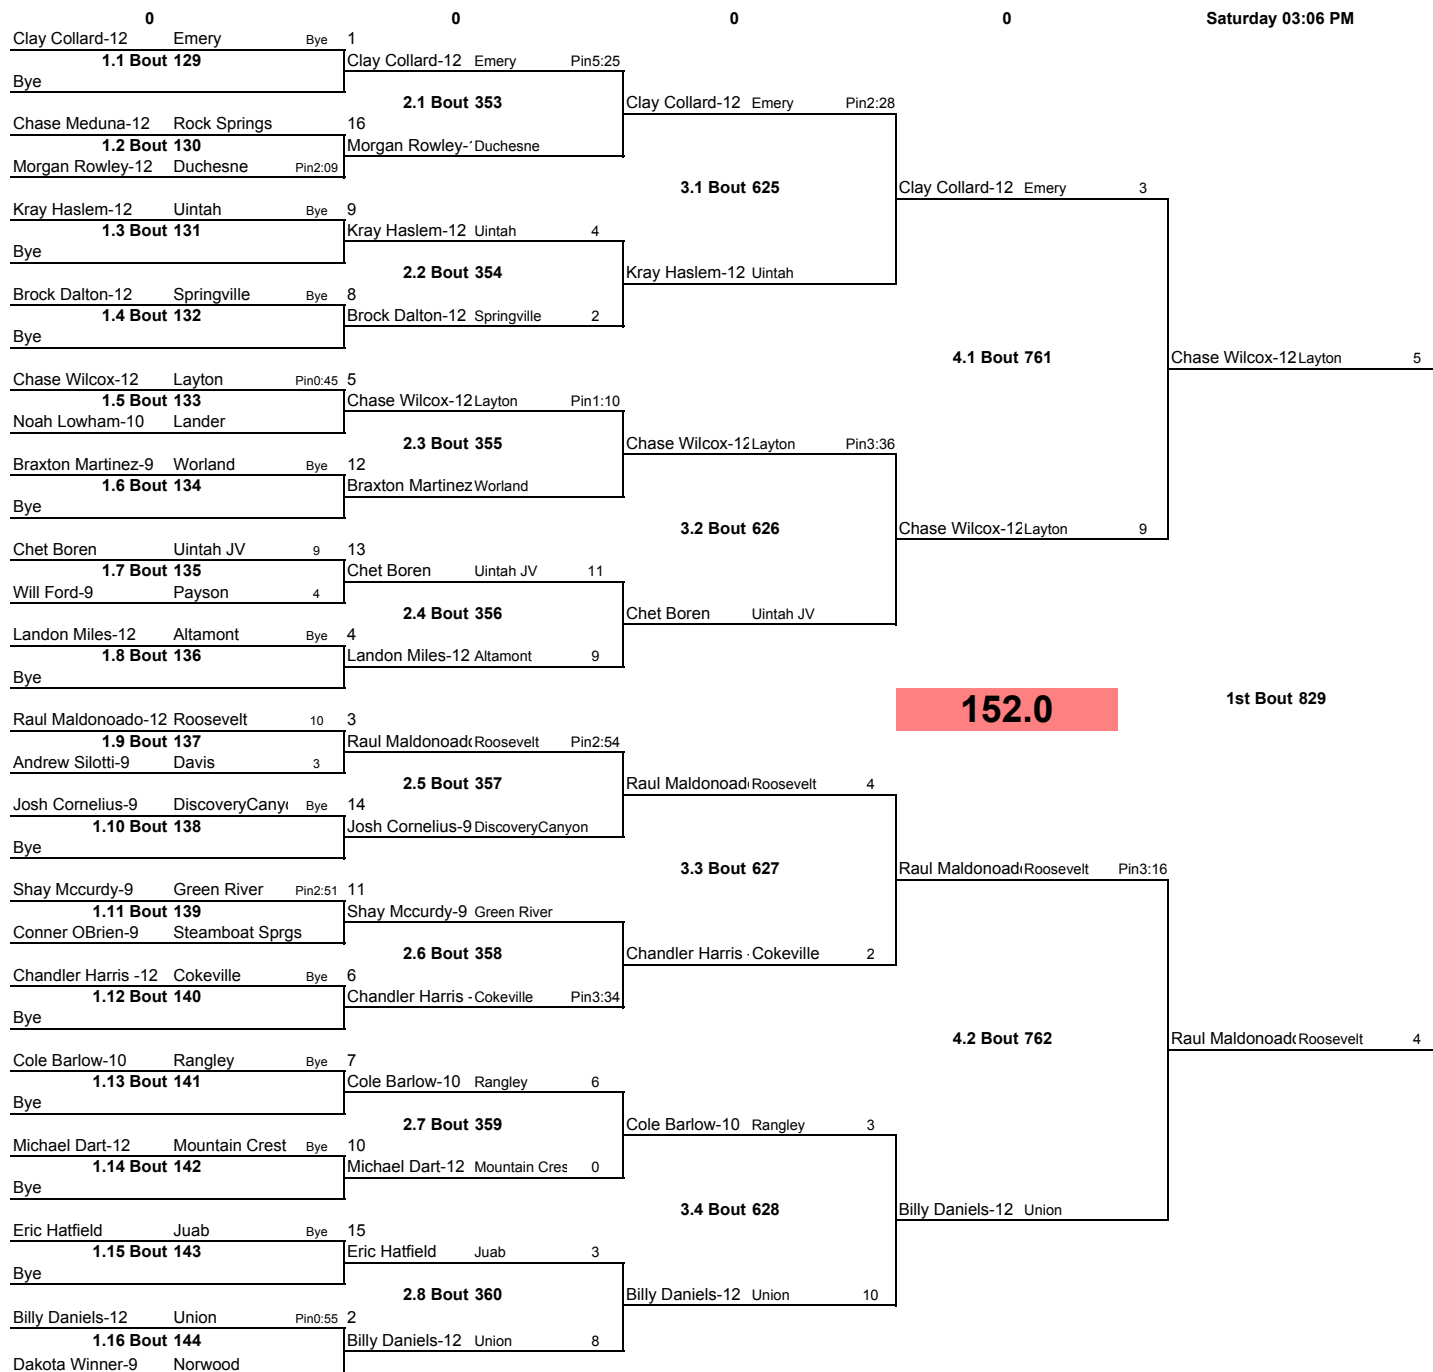 0 0 0 0 Saturday 03:06 PM
Clay Collard-12 Emery Bye 1
1.1 Bout 129 Clay Collard-12 Emery Pin5:25
Bye
2.1 Bout 353 Clay Collard-12 Emery Pin2:28
Chase Meduna-12 Rock Springs 16
1.2 Bout 130 Morgan Rowley- Duchesne
Morgan Rowley-12 Duchesne Pin2:09
3.1 Bout 625 Clay Collard-12 Emery 3
Kray Haslem-12 Uintah Bye 9
1.3 Bout 131 Kray Haslem-12 Uintah 4
Bye
2.2 Bout 354 Kray Haslem-12 Uintah
Brock Dalton-12 Springville Bye 8
1.4 Bout 132 Brock Dalton-12 Springville 2
Bye
4.1 Bout 761 Chase Wilcox-12 Layton 5
Chase Wilcox-12 Layton Pin0:45 5
1.5 Bout 133 Chase Wilcox-12 Layton Pin1:10
Noah Lowham-10 Lander
2.3 Bout 355 Chase Wilcox-12 Layton Pin3:36
Braxton Martinez-9 Worland Bye 12
1.6 Bout 134 Braxton Martinez Worland
Bye
3.2 Bout 626 Chase Wilcox-12 Layton 9
Chet Boren Uintah JV 9 13
1.7 Bout 135 Chet Boren Uintah JV 11
Will Ford-9 Payson 4
2.4 Bout 356 Chet Boren Uintah JV
Landon Miles-12 Altamont Bye 4
1.8 Bout 136 Landon Miles-12 Altamont 9
Bye
152.0 1st Bout 829
Raul Maldonoado-12 Roosevelt 10 3
1.9 Bout 137 Raul Maldonoad Roosevelt Pin2:54
Andrew Silotti-9 Davis 3
2.5 Bout 357 Raul Maldonoad Roosevelt 4
Josh Cornelius-9 DiscoveryCany Bye 14
1.10 Bout 138 Josh Cornelius-9 DiscoveryCanyon
Bye
3.3 Bout 627 Raul Maldonoad Roosevelt Pin3:16
Shay Mccurdy-9 Green River Pin2:51 11
1.11 Bout 139 Shay Mccurdy-9 Green River
Conner OBrien-9 Steamboat Sprgs
2.6 Bout 358 Chandler Harris - Cokeville 2
Chandler Harris -12 Cokeville Bye 6
1.12 Bout 140 Chandler Harris - Cokeville Pin3:34
Bye
4.2 Bout 762 Raul Maldonoad Roosevelt 4
Cole Barlow-10 Rangley Bye 7
1.13 Bout 141 Cole Barlow-10 Rangley 6
Bye
2.7 Bout 359 Cole Barlow-10 Rangley 3
Michael Dart-12 Mountain Crest Bye 10
1.14 Bout 142 Michael Dart-12 Mountain Cres 0
Bye
3.4 Bout 628 Billy Daniels-12 Union
Eric Hatfield Juab Bye 15
1.15 Bout 143 Eric Hatfield Juab 3
Bye
2.8 Bout 360 Billy Daniels-12 Union 10
Billy Daniels-12 Union Pin0:55 2
1.16 Bout 144 Billy Daniels-12 Union 8
Dakota Winner-9 Norwood